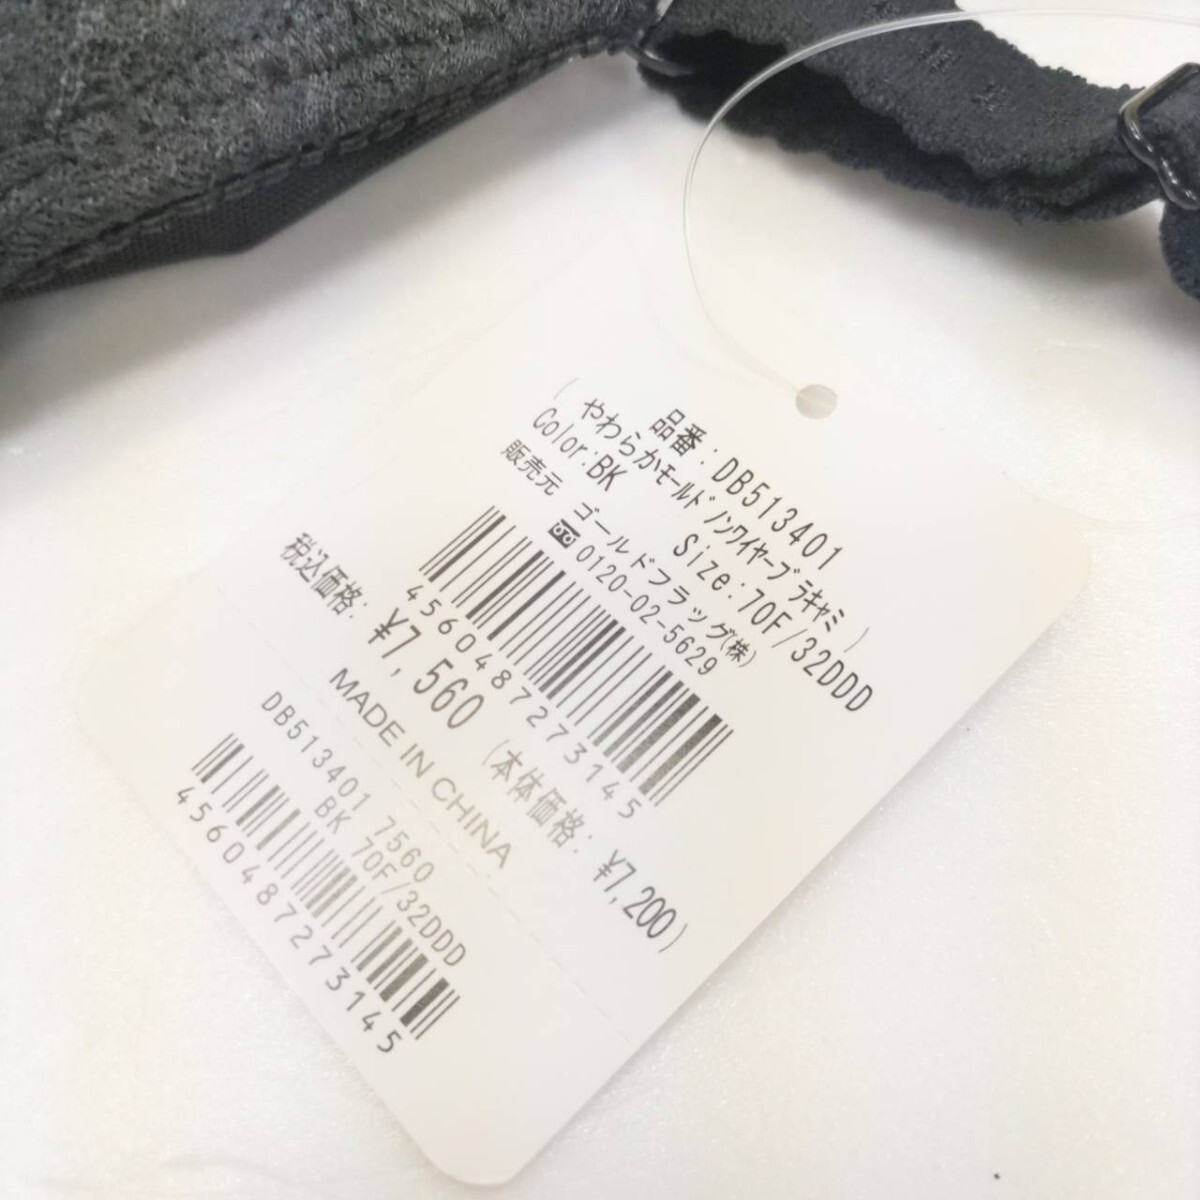 品番:DB513401
(やわらかﾓｰﾙﾄﾞﾉﾝﾜｲﾔｰﾌﾞﾗｷｬﾐ)
Color:BK Size:70F/32DDD
販売元 ゴールドフラッグ(株)
0120-02-5629
4560487273145
税込価格: ¥7,560 (本体価格: ¥7,200)
MADE IN CHINA
DB513401 7560
BK 70F/32DDD
4560487273145